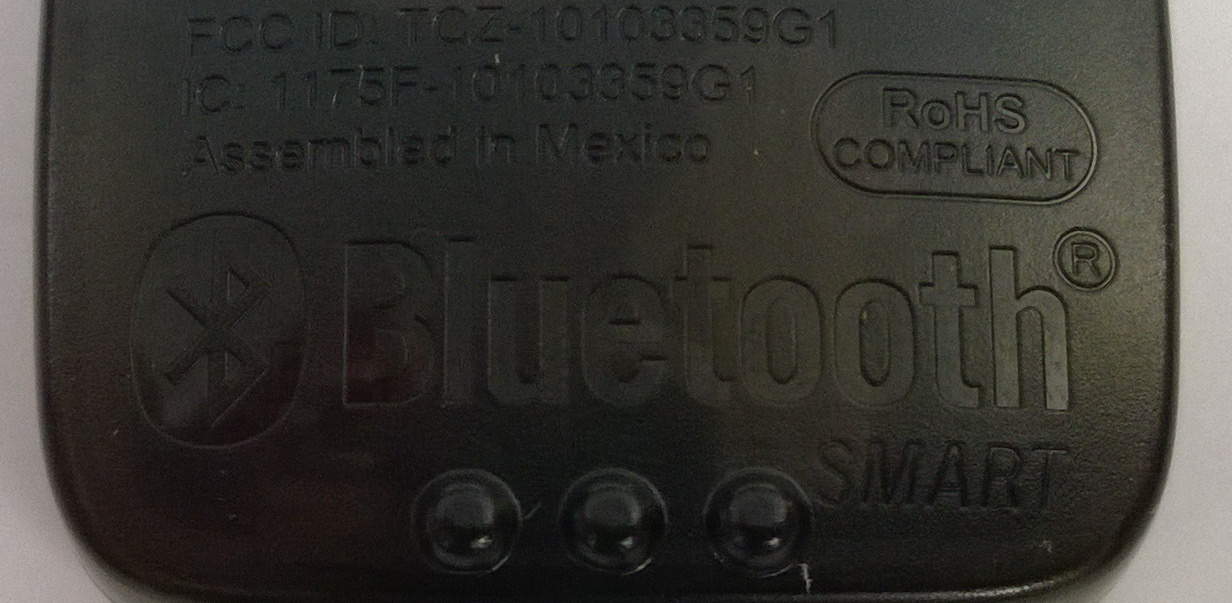 FCC ID: TCZ-10103359G1
IC: 1175F-10103359G1
Assembled in Mexico
RoHS
COMPLIANT
Bluetooth®
SMART